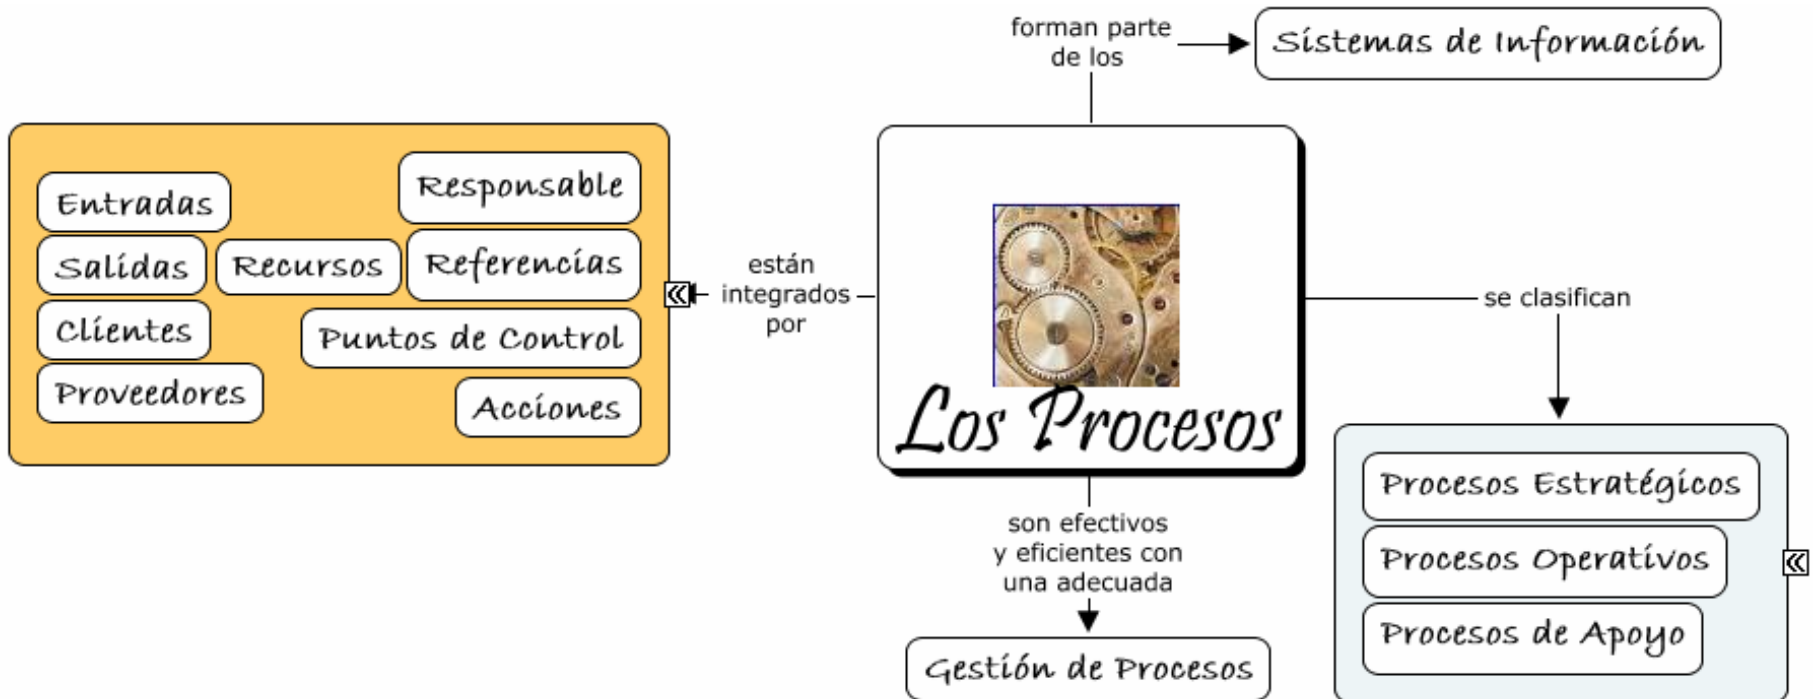 forman parte
de los
Sistemas de Información
Entradas
Responsable
Salidas
Recursos
Referencias
Clientes
Puntos de Control
Proveedores
Acciones
están
integrados
por
Los Procesos
se clasifican
Procesos Estratégicos
Procesos Operativos
Procesos de Apoyo
son efectivos
y eficientes con
una adecuada
Gestión de Procesos